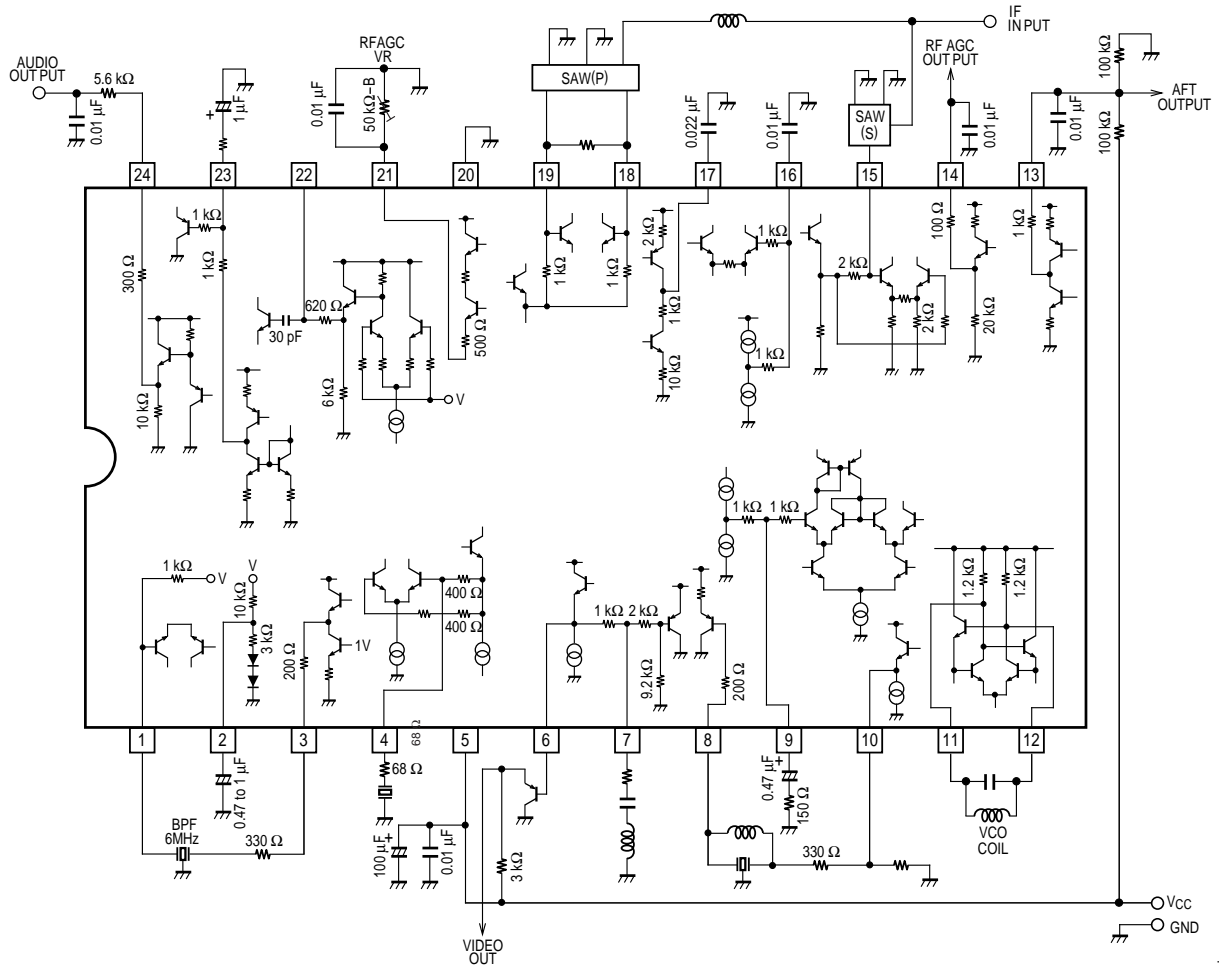 IF
INPUT
RFAGC
VR
RF AGC
OUTPUT
AUDIO
OUTPUT
5.6 kΩ
0.01 µF
+
1 µF
0.01 µF
50 kΩ-B
SAW(P)
0.022 µF
0.01 µF
SAW
(S)
0.01 µF
0.01 µF
100 kΩ
AFT
OUTPUT
100 kΩ
24
23
22
21
20
19
18
17
16
15
14
13
300 Ω
1 kΩ
1 kΩ
30 pF
620 Ω
6 kΩ
500 Ω
V
1 kΩ
1 kΩ
2 kΩ
1 kΩ
10 kΩ
1 kΩ
1 kΩ
2 kΩ
2 kΩ
100 Ω
20 kΩ
1 kΩ
10 kΩ
1 kΩ
V
V
10 kΩ
3 kΩ
200 Ω
1V
400 Ω
400 Ω
1 kΩ
2 kΩ
9.2 kΩ
200 Ω
1 kΩ
1 kΩ
1.2 kΩ
1.2 kΩ
1
2
3
4
68 Ω
5
6
7
8
9
10
11
12
0.47 to 1 µF
68 Ω
BPF
6MHz
330 Ω
100 µF
+
0.01 µF
3 kΩ
0.47 µF
+
150 Ω
330 Ω
VCO
COIL
VCC
GND
VIDEO
OUT